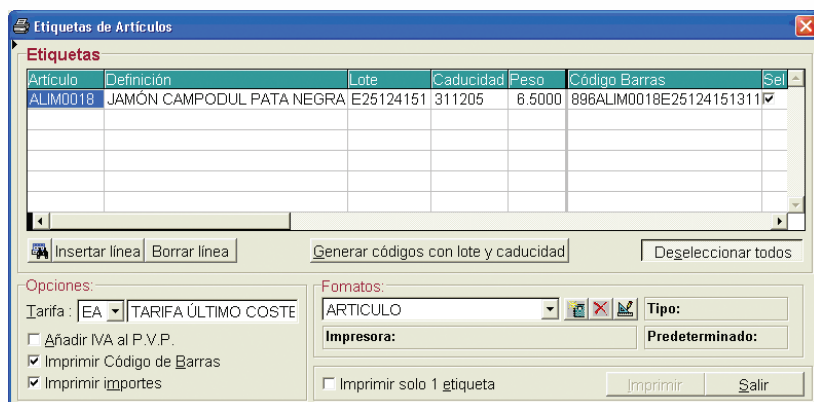 Etiquetas de Artículos
Etiquetas
Artículo Definición Lote Caducidad Peso Código Barras Sel
ALIM0018 JAMÓN CAMPODUL PATA NEGRA E25124151 311205 6.5000 896ALIM0018E25124151311
Insertar línea Borrar línea Generar códigos con lote y caducidad Deseleccionar todos
Opciones: Fomatos:
Tarifa : EA TARIFA ÚLTIMO COSTE ARTICULO Tipo:
Añadir IVA al P.V.P. Impresora: Predeterminado:
Imprimir Código de Barras
Imprimir importes Imprimir solo 1 etiqueta Imprimir Salir